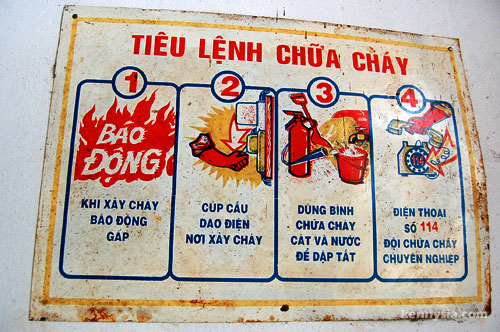 TIÊU LỆNH CHỮA CHÁY
1
BÁO
ĐỘNG
KHI XẢY CHÁY
BÁO ĐỘNG
GẤP
2
CÚP CẦU
DAO ĐIỆN
NƠI XẢY CHÁY
3
DÙNG BÌNH
CHỮA CHÁY
CÁT VÀ NƯỚC
ĐỂ DẬP TẮT
4
ĐIỆN THOẠI
SỐ 114
ĐỘI CHỮA CHÁY
CHUYÊN NGHIỆP
kennysia.com